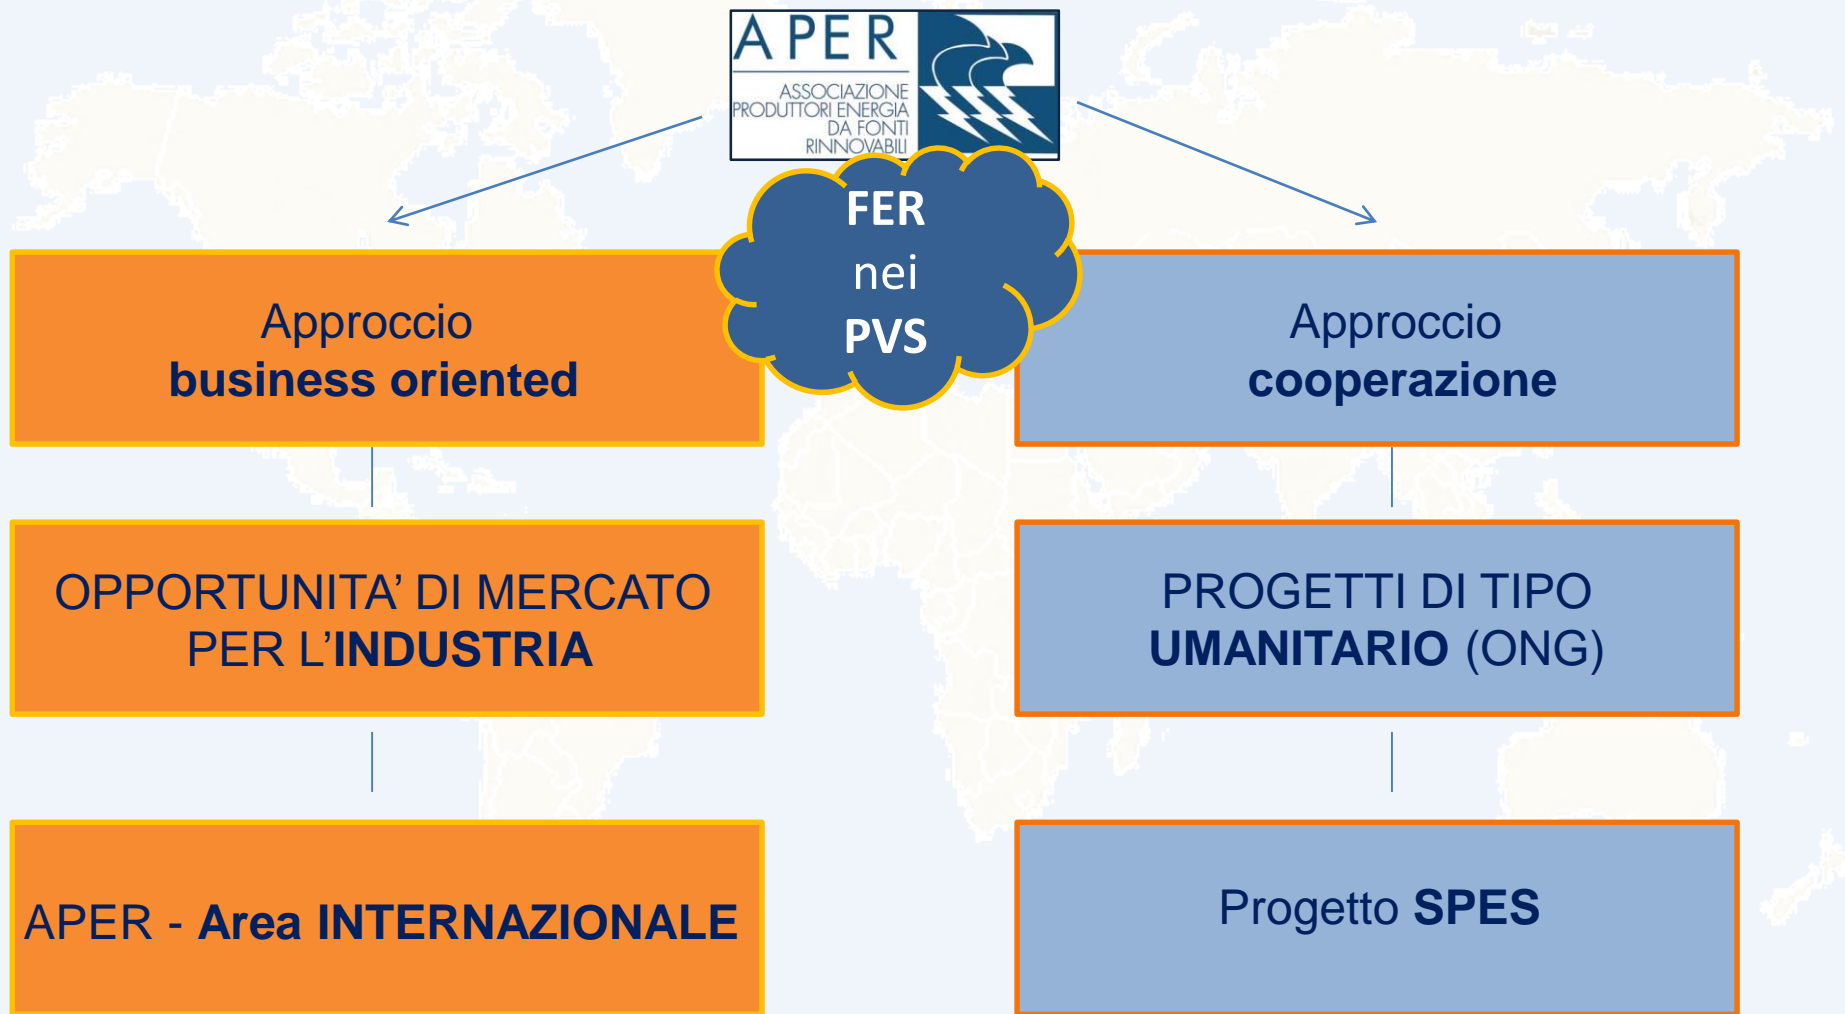 APER
ASSOCIAZIONE
PRODUTTORI ENERGIA
DA FONTI
RINNOVABILI
FER
nei
PVS
Approccio
business oriented
Approccio
cooperazione
OPPORTUNITA’ DI MERCATO
PER L’INDUSTRIA
PROGETTI DI TIPO
UMANITARIO (ONG)
APER - Area INTERNAZIONALE
Progetto SPES